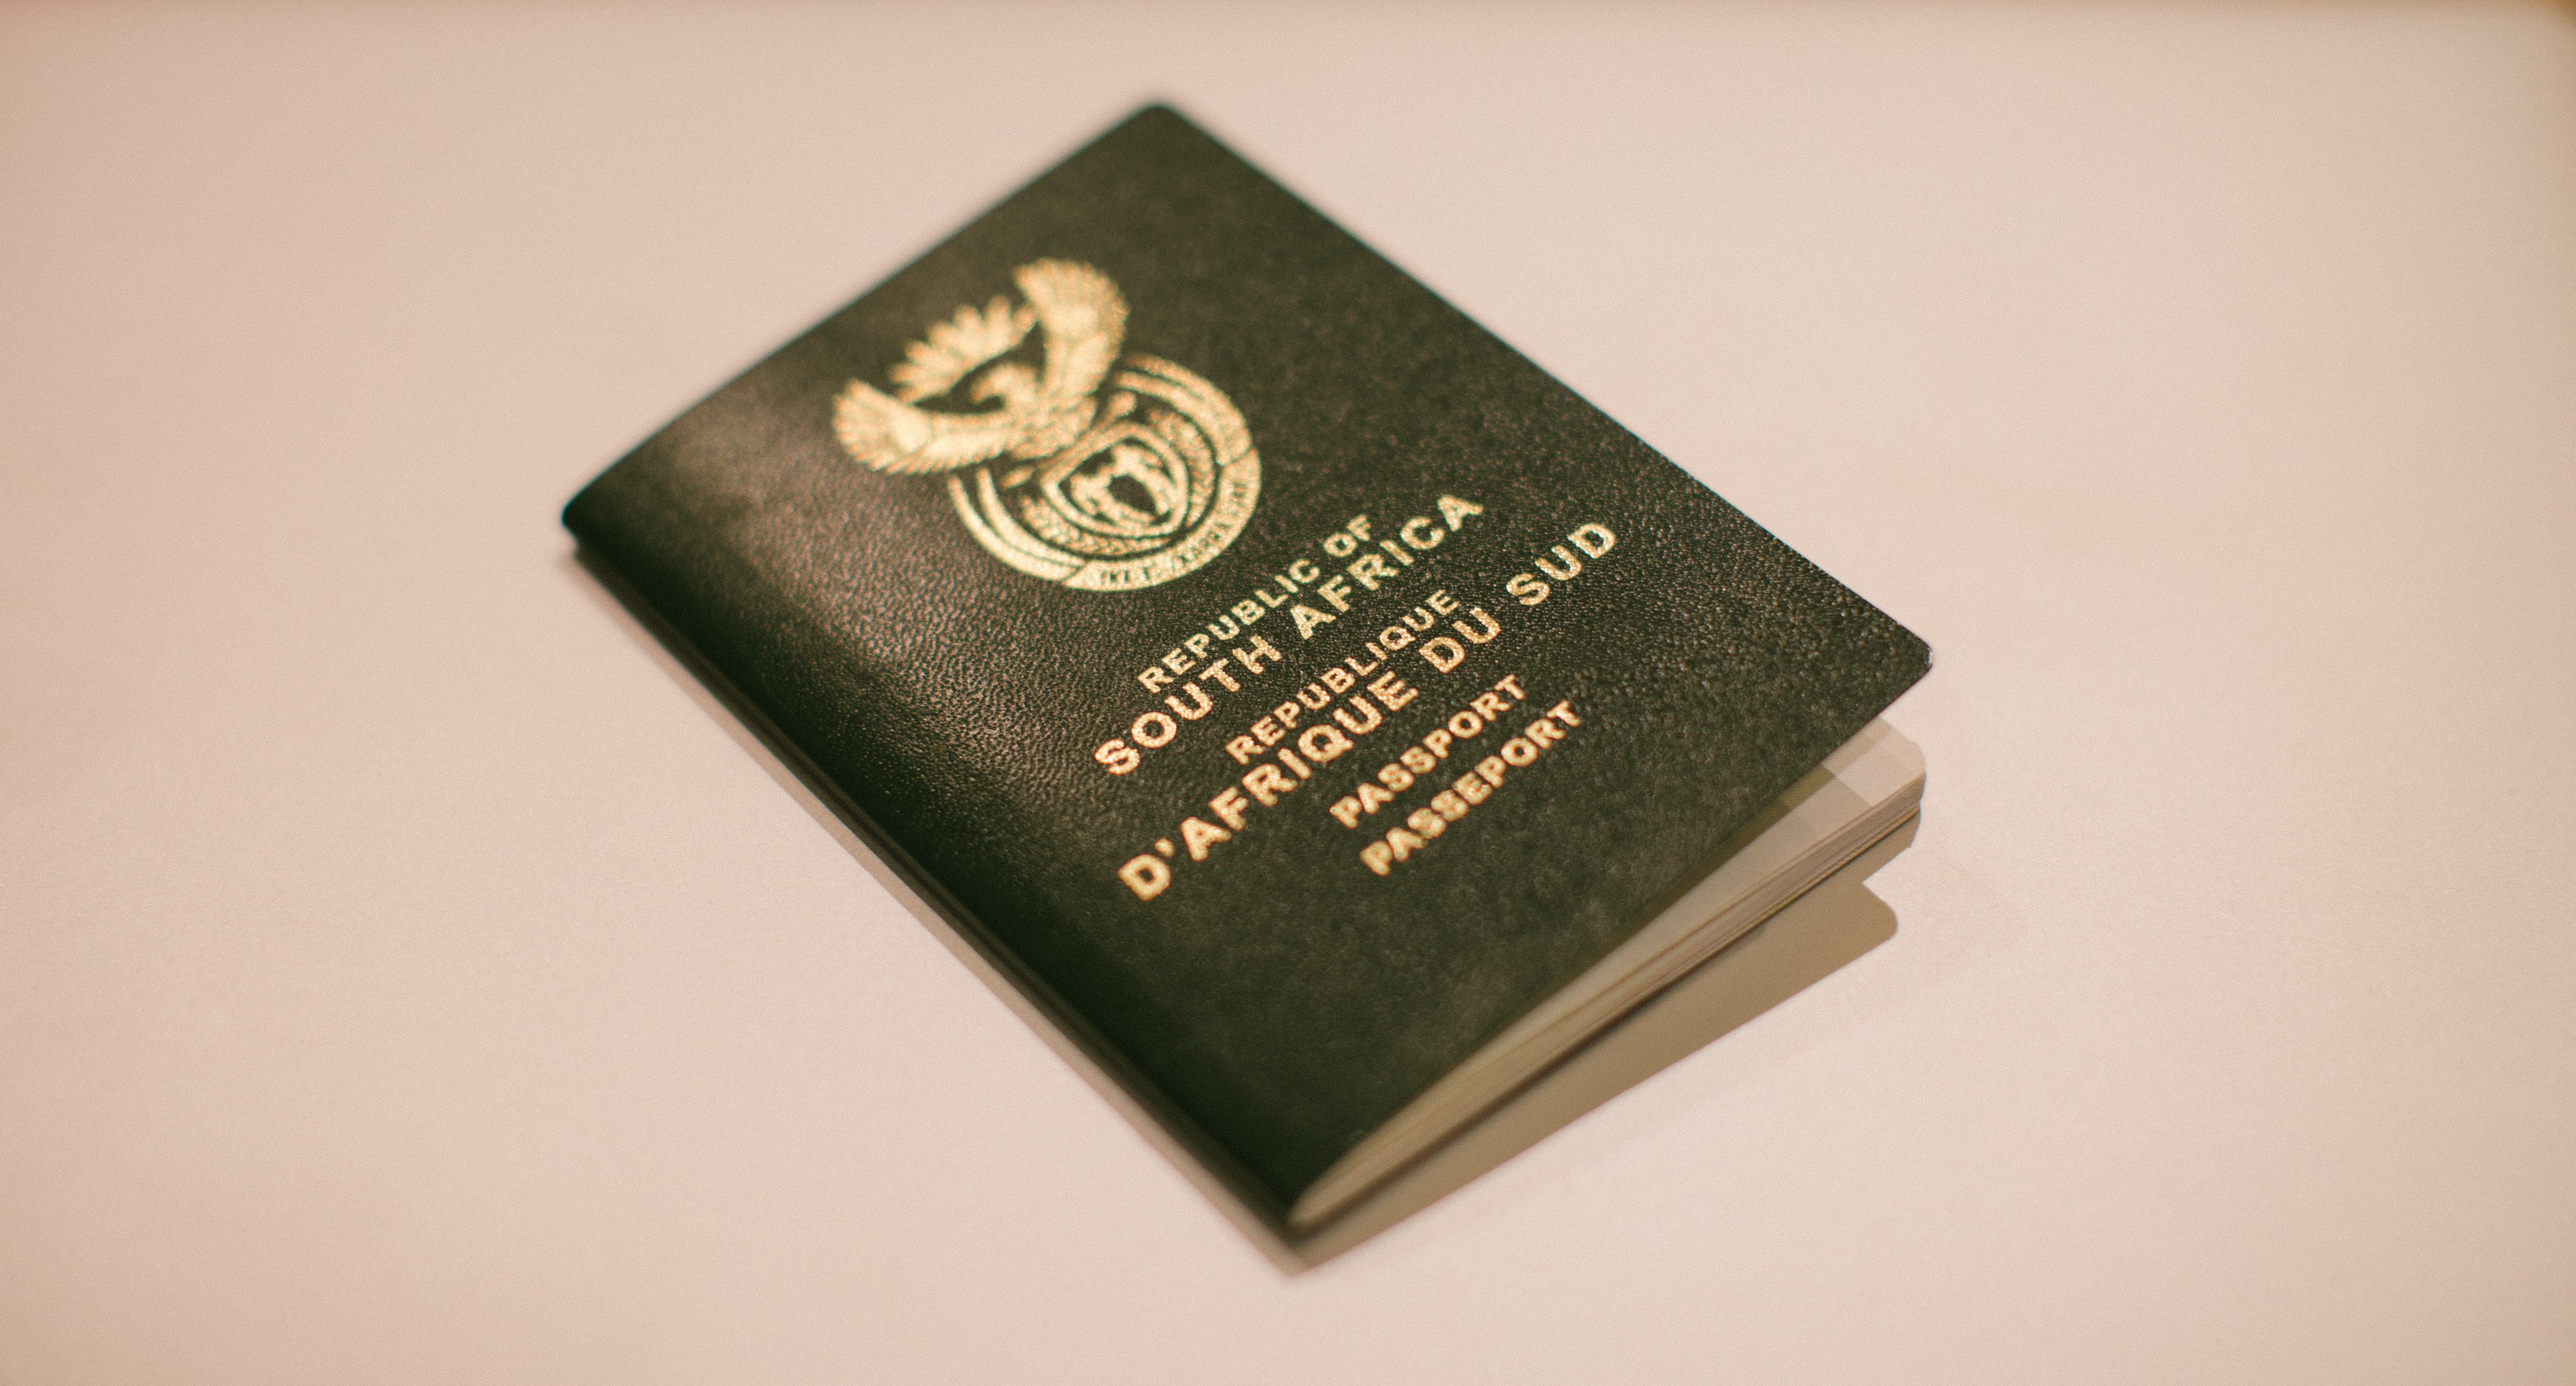 REPUBLIC OF
SOUTH AFRICA
REPUBLIQUE
D'AFRIQUE DU SUD
PASSPORT
PASSEPORT